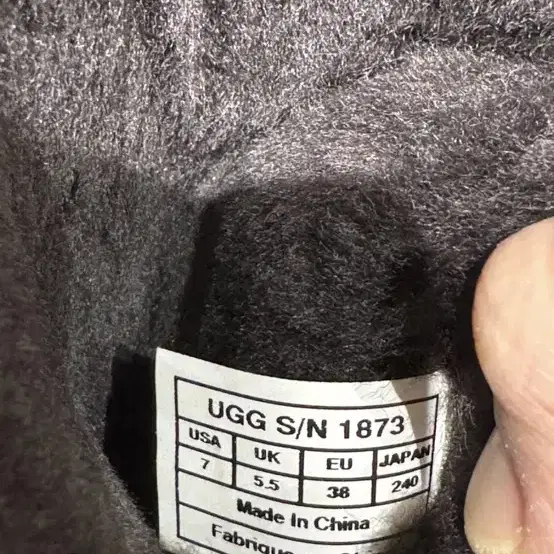 UGG S/N 1873
USA UK EU JAPAN
7 5.5 38 240
Made In China